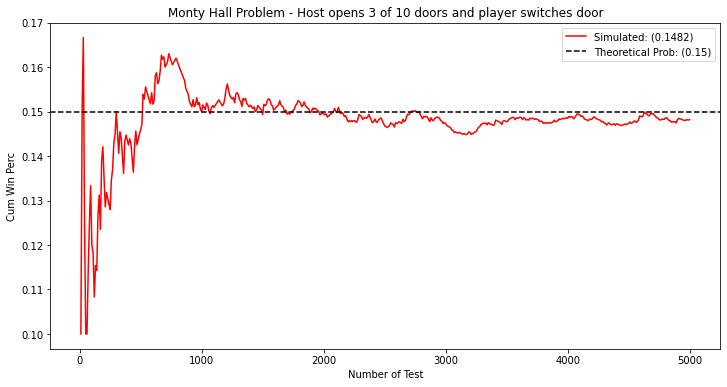 Monty Hall Problem - Host opens 3 of 10 doors and player switches door
0.17
0.16
0.15
0.14
0.13
0.12
0.11
0.10
Cum Win Perc
Simulated: (0.1482)
Theoretical Prob: (0.15)
0
1000
2000
3000
4000
5000
Number of Test